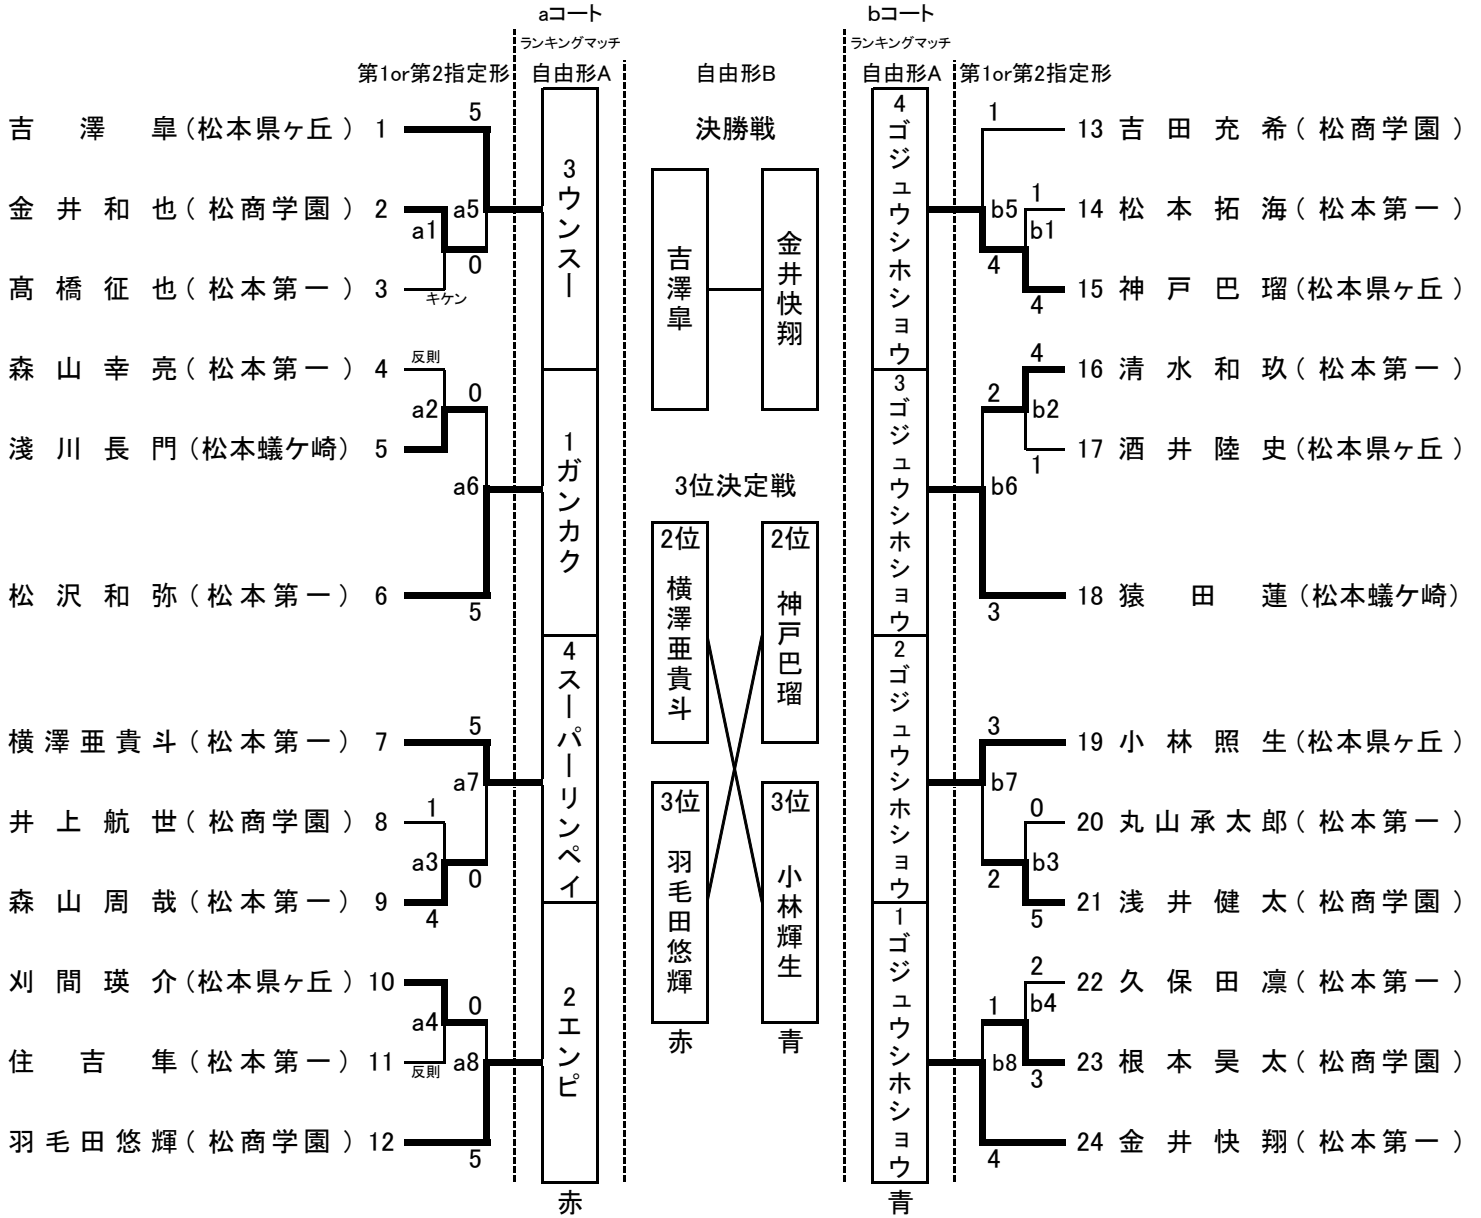 aコート
bコート
ランキングマッチ
ランキングマッチ
第1or第2指定形
自由形A
自由形B
自由形A
第1or第2指定形
吉澤皐(松本県ヶ丘) 1
金井和也(松商学園) 2
髙橋征也(松本第一) 3
森山幸亮(松本第一) 4
淺川長門(松本蟻ケ崎) 5
松沢和弥(松本第一) 6
横澤亜貴斗(松本第一) 7
井上航世(松商学園) 8
森山周哉(松本第一) 9
刈間瑛介(松本県ヶ丘) 10
住吉隼(松本第一) 11
羽毛田悠輝(松商学園) 12
5
a5
a1
0
キケン
反則
0
a2
a6
5
5
a7
1
a3
0
4
0
a4
a8
反則
5
3ウンスー
1ガンカク
4スーパーリンペイ
2エンピ
赤
決勝戦
吉澤皐
金井快翔
3位決定戦
2位
横澤亜貴斗
2位
神戸巴瑠
3位
羽毛田悠輝
3位
小林輝生
赤
青
4ゴジュウシホショウ
3ゴジュウシホショウ
2ゴジュウシホショウ
1ゴジュウシホショウ
青
1
b5
1
b1
4
4
4
2
b2
1
b6
3
3
b7
0
b3
2
5
2
1
b4
b8
3
4
13 吉田充希(松商学園)
14 松本拓海(松本第一)
15 神戸巴瑠(松本県ヶ丘)
16 清水和玖(松本第一)
17 酒井陸史(松本県ヶ丘)
18 猿田蓮(松本蟻ケ崎)
19 小林照生(松本県ヶ丘)
20 丸山承太郎(松本第一)
21 浅井健太(松商学園)
22 久保田凛(松本第一)
23 根本昊太(松商学園)
24 金井快翔(松本第一)